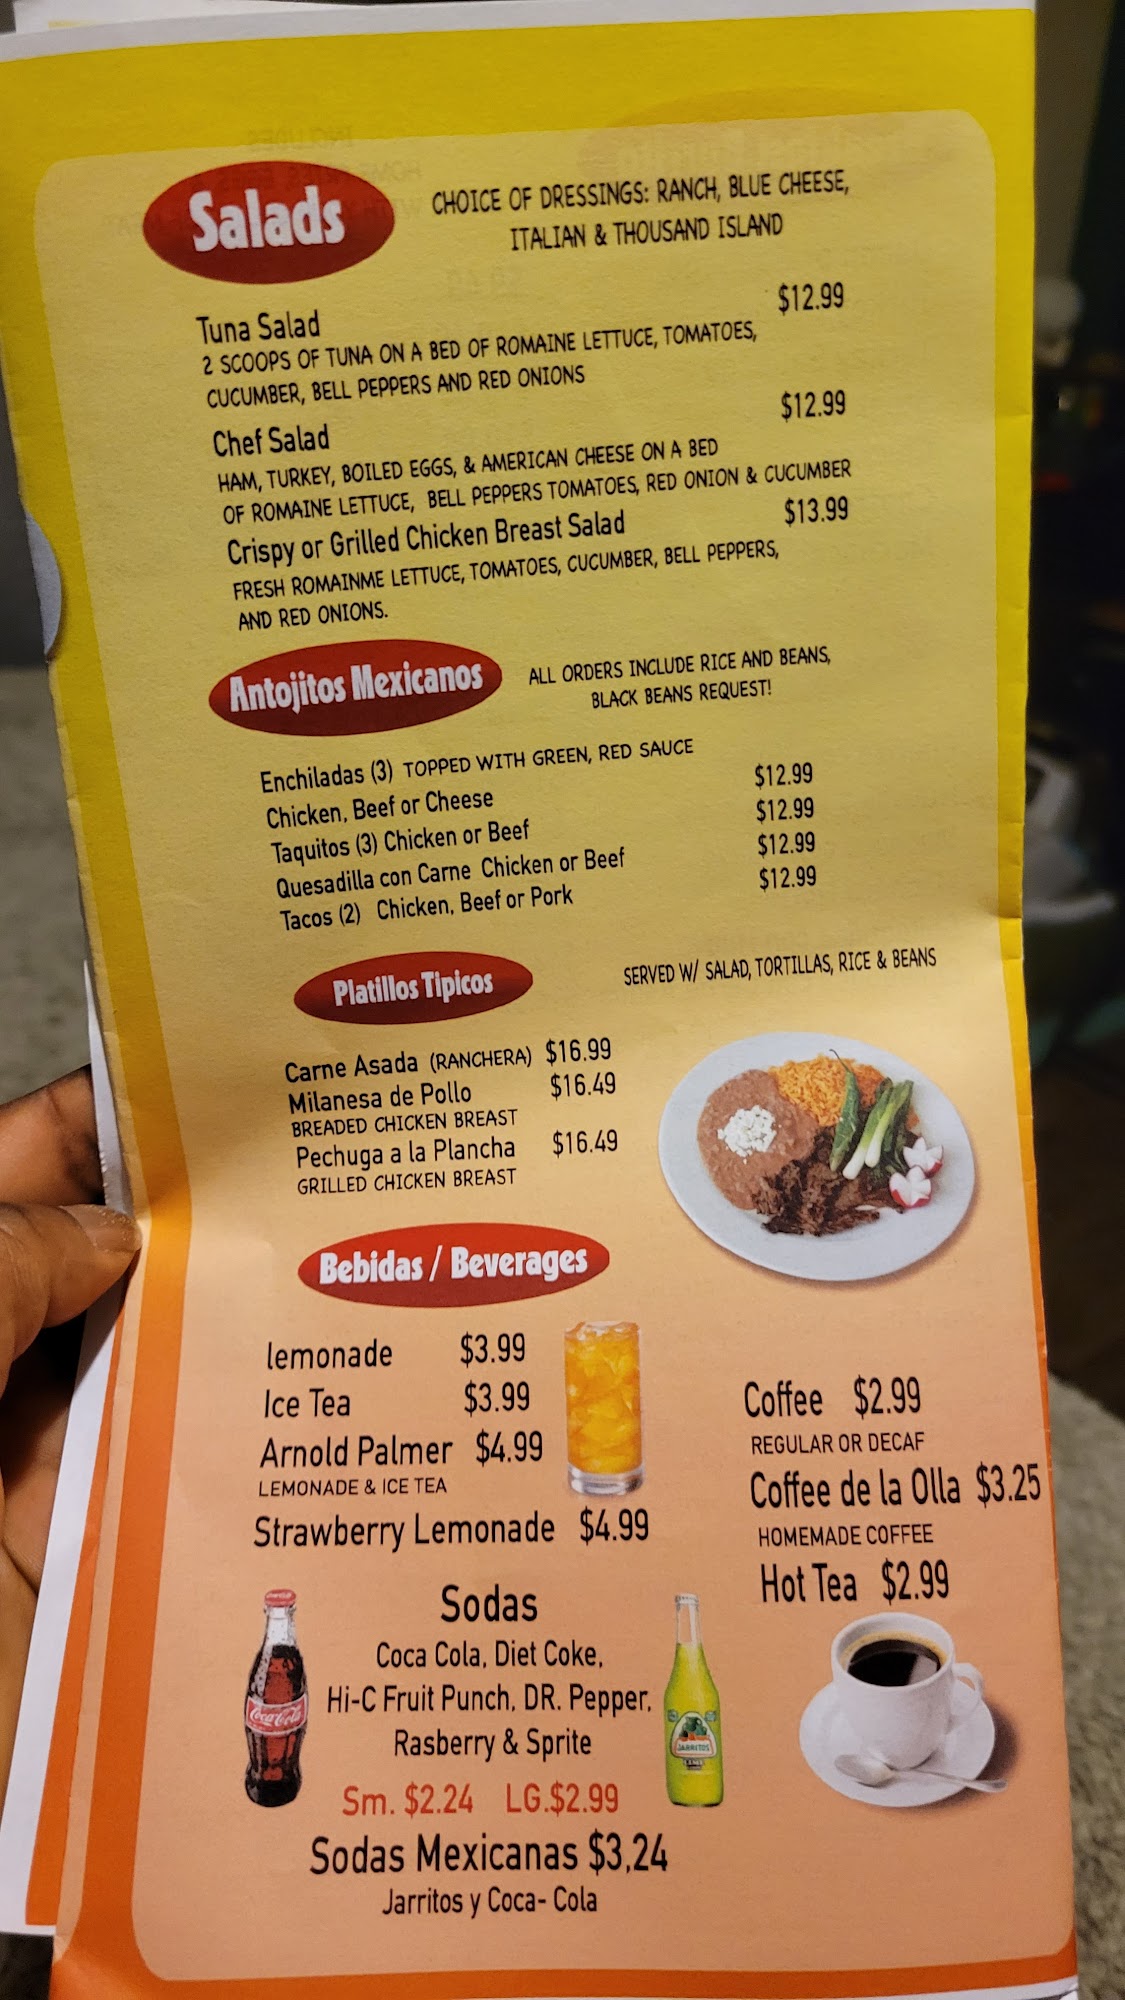 Salads
CHOICE OF DRESSINGS: RANCH, BLUE CHEESE,
ITALIAN & THOUSAND ISLAND
Tuna Salad $12.99
2 SCOOPS OF TUNA ON A BED OF ROMAINE LETTUCE, TOMATOES,
CUCUMBER, BELL PEPPERS AND RED ONIONS
Chef Salad $12.99
HAM, TURKEY, BOILED EGGS, & AMERICAN CHEESE ON A BED
OF ROMAINE LETTUCE, BELL PEPPERS TOMATOES, RED ONION & CUCUMBER
Crispy or Grilled Chicken Breast Salad $13.99
FRESH ROMAINME LETTUCE, TOMATOES, CUCUMBER, BELL PEPPERS,
AND RED ONIONS.
Antojitos Mexicanos
ALL ORDERS INCLUDE RICE AND BEANS,
BLACK BEANS REQUEST!
Enchiladas (3) TOPPED WITH GREEN, RED SAUCE
Chicken, Beef or Cheese $12.99
Taquitos (3) Chicken or Beef $12.99
Quesadilla con Carne Chicken or Beef $12.99
Tacos (2) Chicken, Beef or Pork $12.99
Platillos Tipicos
SERVED W/ SALAD, TORTILLAS, RICE & BEANS
Carne Asada (RANCHERA) $16.99
Milanesa de Pollo $16.49
BREADED CHICKEN BREAST
Pechuga a la Plancha $16.49
GRILLED CHICKEN BREAST
Bebidas / Beverages
lemonade $3.99
Ice Tea $3.99
Arnold Palmer $4.99
LEMONADE & ICE TEA
Strawberry Lemonade $4.99
Coffee $2.99
REGULAR OR DECAF
Coffee de la Olla $3.25
HOMEMADE COFFEE
Hot Tea $2.99
Sodas
Coca Cola, Diet Coke,
Hi-C Fruit Punch, DR. Pepper,
Rasberry & Sprite
Sm. $2.24 LG.$2.99
Sodas Mexicanas $3,24
Jarritos y Coca- Cola
Coca-Cola
JARRITOS